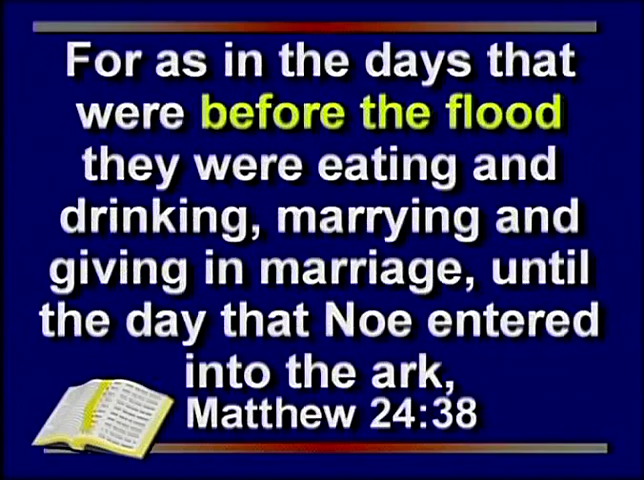 For as in the days that
were before the flood
they were eating and
drinking, marrying and
giving in marriage, until
the day that Noe entered
into the ark,
Matthew 24:38